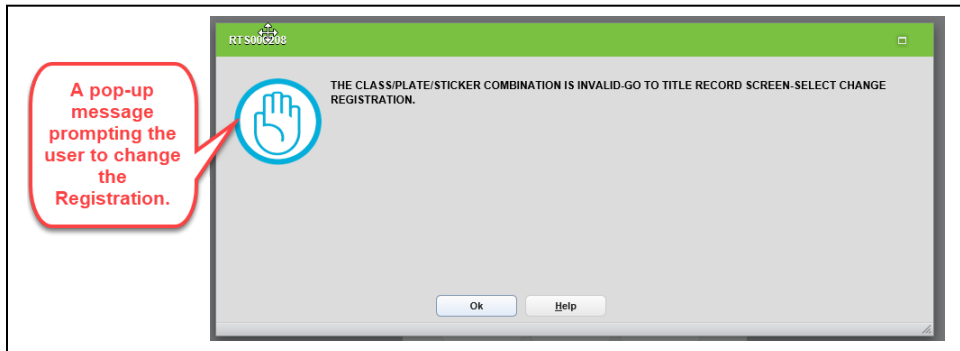 RTS006208
A pop-up
message
prompting the
user to change
the
Registration.
THE CLASS/PLATE/STICKER COMBINATION IS INVALID-GO TO TITLE RECORD SCREEN-SELECT CHANGE
REGISTRATION.
Ok
Help